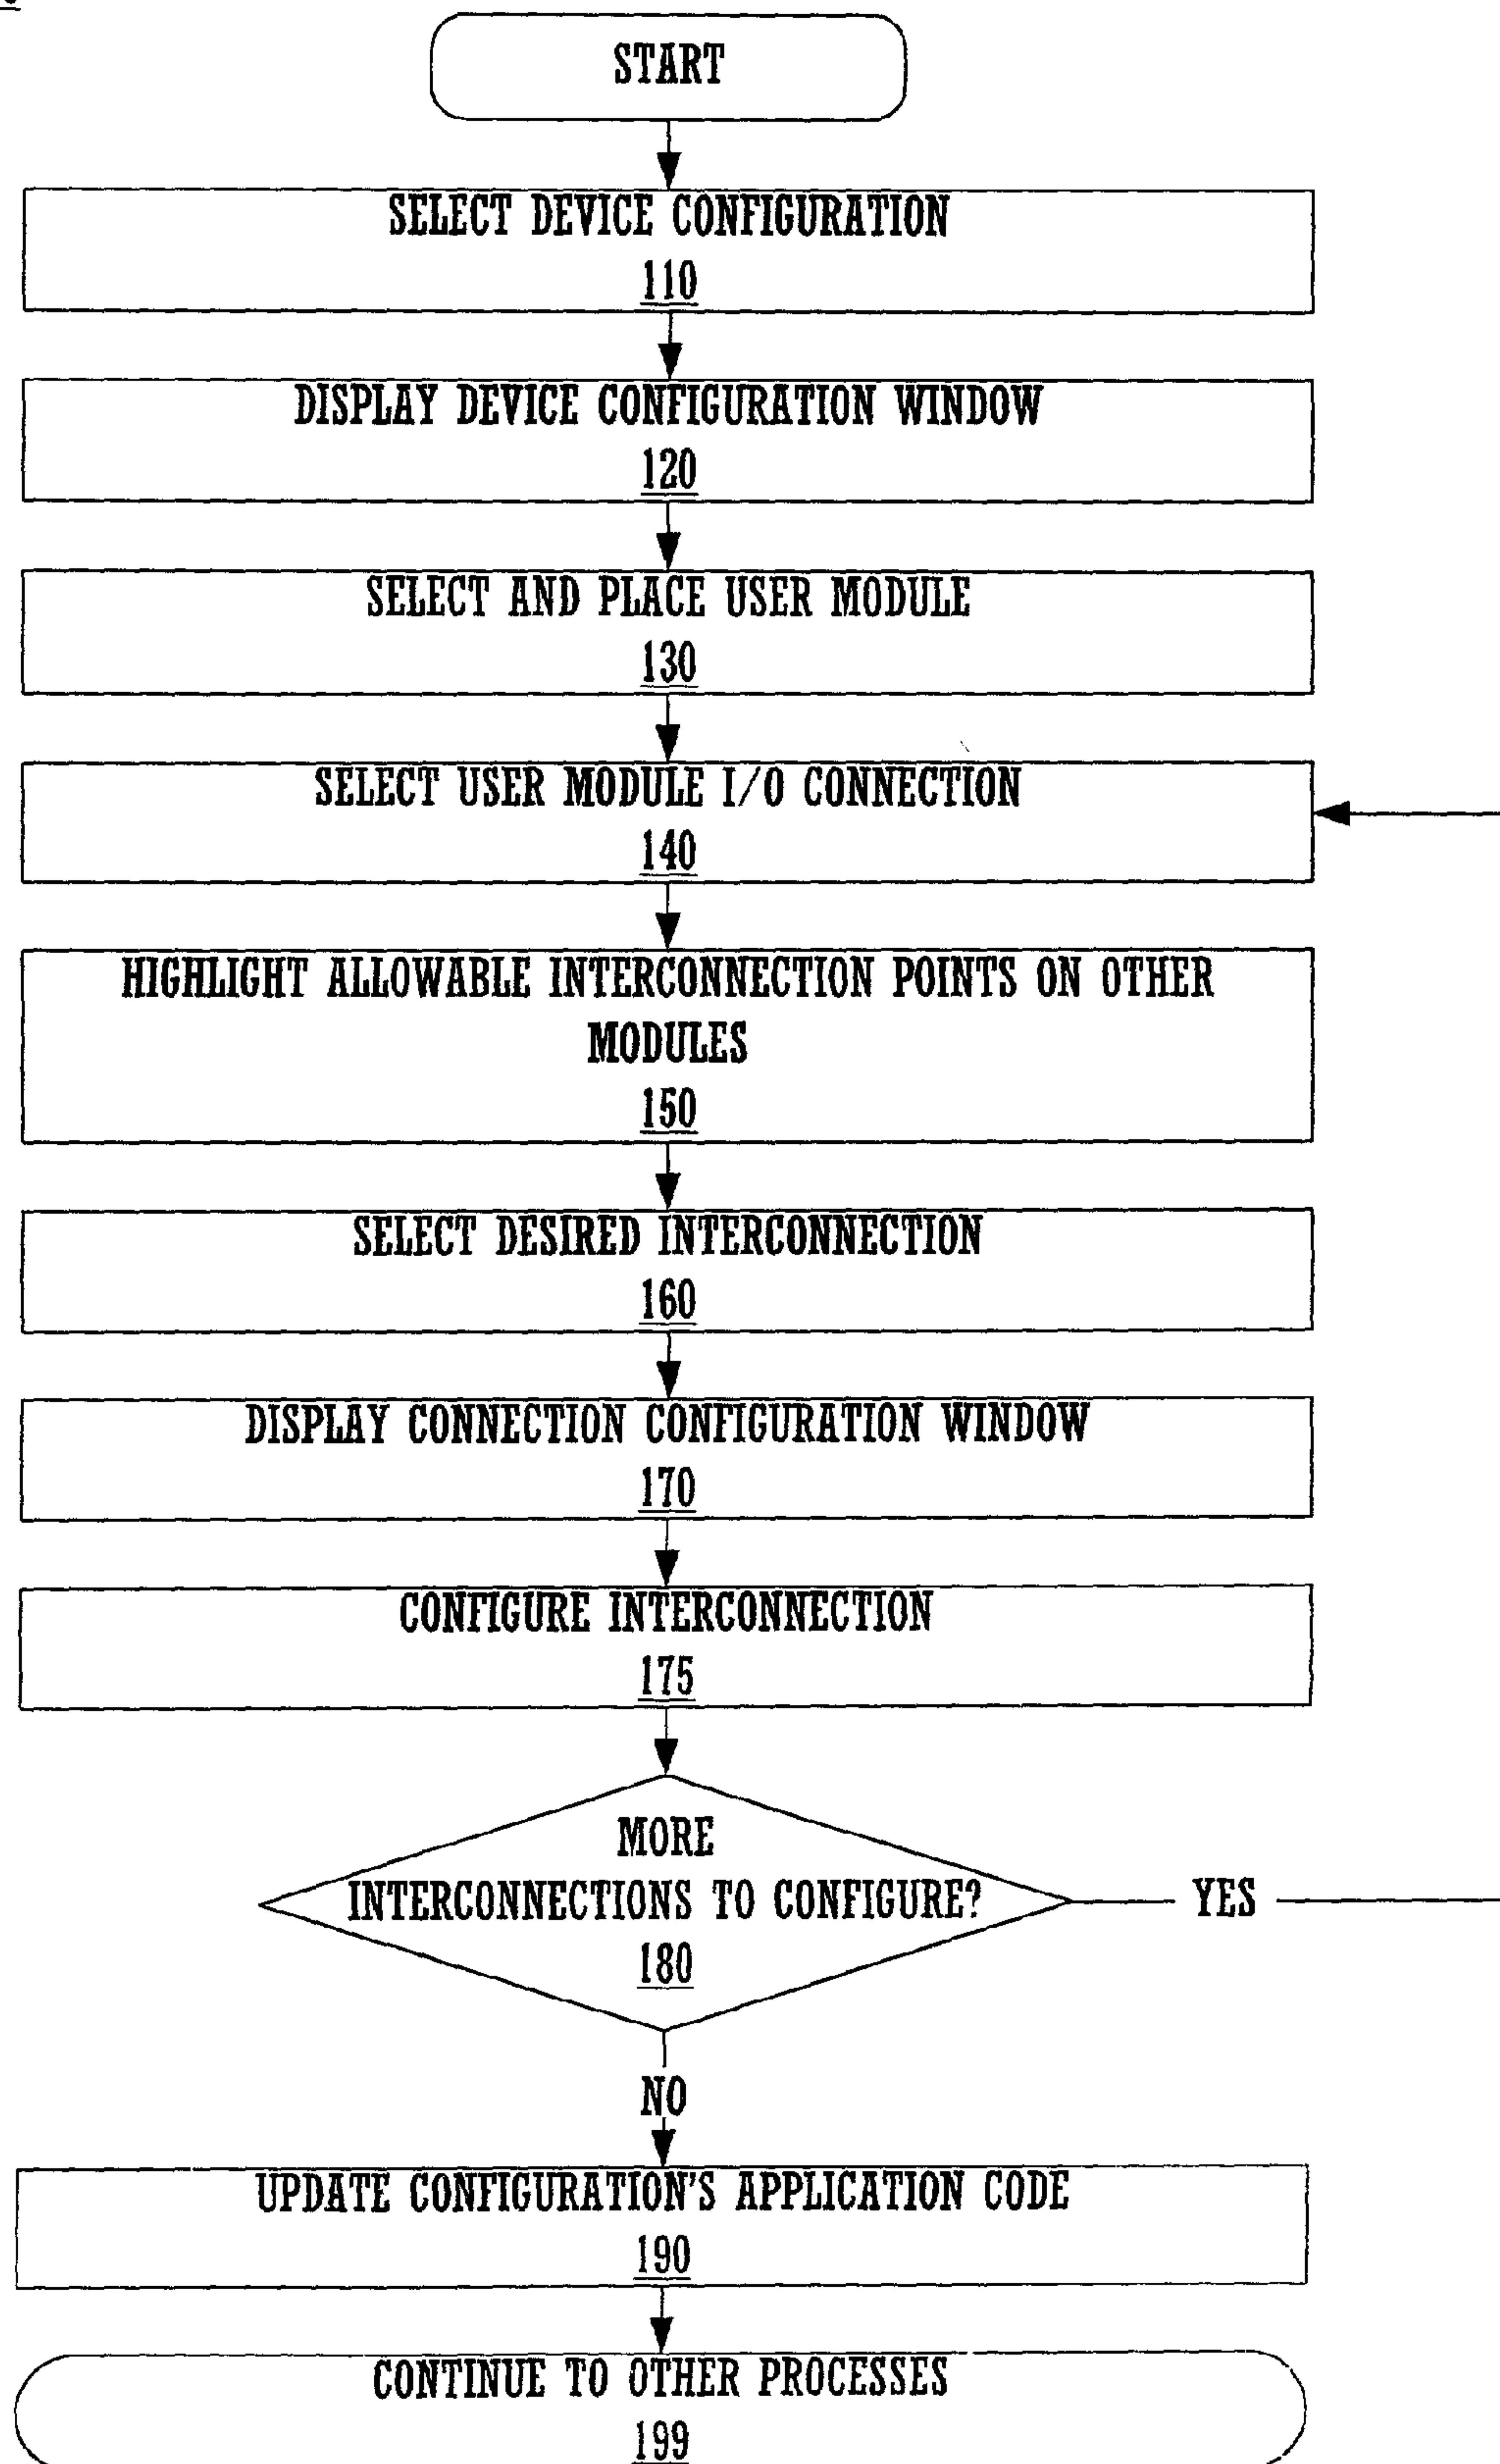 START
SELECT DEVICE CONFIGURATION
110
DISPLAY DEVICE CONFIGURATION WINDOW
120
SELECT AND PLACE USER MODULE
130
SELECT USER MODULE I/O CONNECTION
140
HIGHLIGHT ALLOWABLE INTERCONNECTION POINTS ON OTHER
MODULES
150
SELECT DESIRED INTERCONNECTION
160
DISPLAY CONNECTION CONFIGURATION WINDOW
170
CONFIGURE INTERCONNECTION
175
MORE
INTERCONNECTIONS TO CONFIGURE?
180
YES
NO
UPDATE CONFIGURATION'S APPLICATION CODE
190
CONTINUE TO OTHER PROCESSES
199